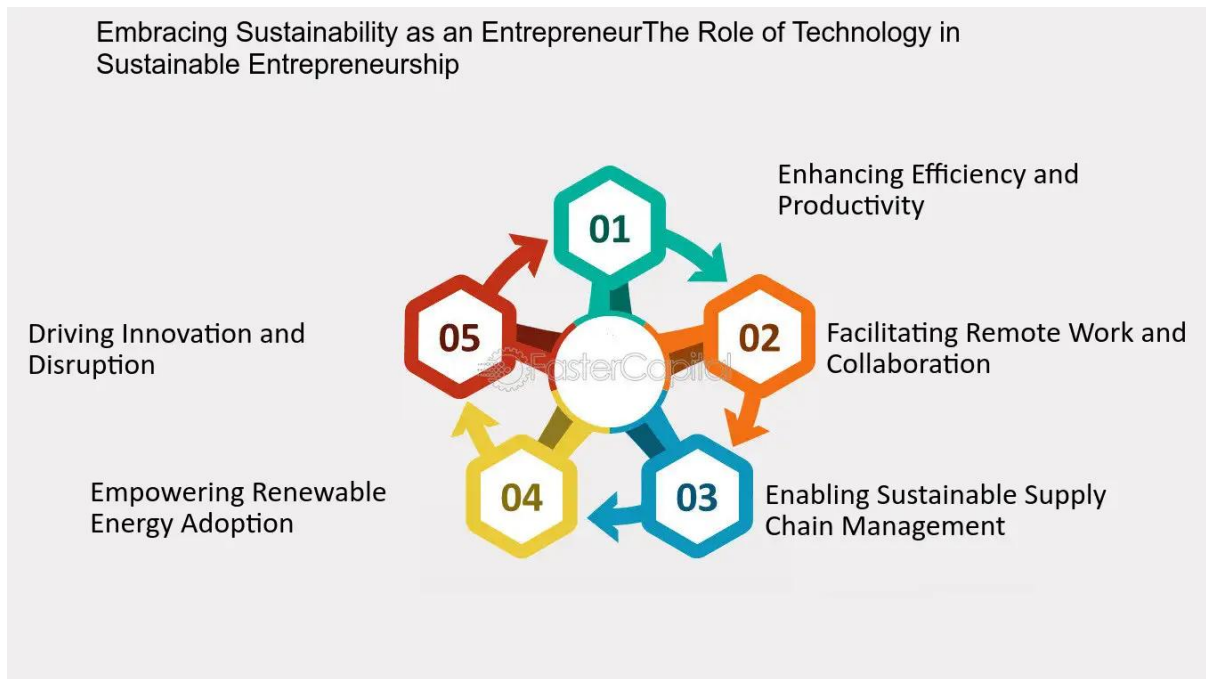 Embracing Sustainability as an EntrepreneurThe Role of Technology in
Sustainable Entrepreneurship
01
Enhancing Efficiency and
Productivity
02
Facilitating Remote Work and
Collaboration
03
Enabling Sustainable Supply
Chain Management
04
Empowering Renewable
Energy Adoption
05
Driving Innovation and
Disruption
FasterCapital